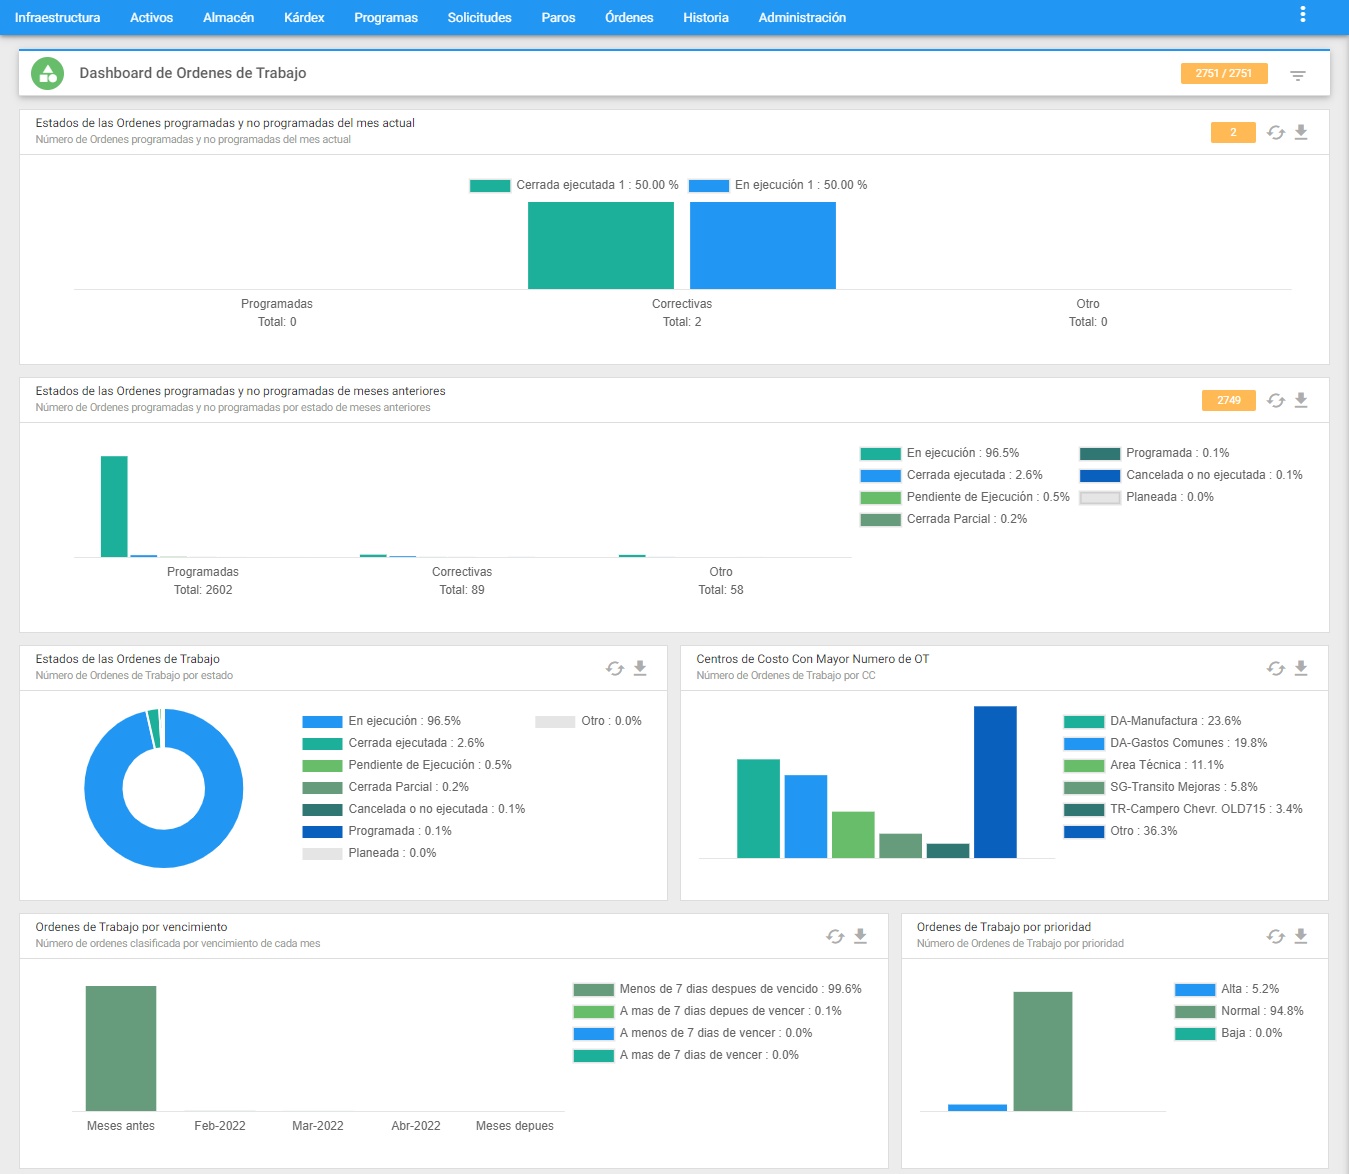 Infraestructura Activos Almacén Kárdex Programas Solicitudes Paros Órdenes Historia Administración
Dashboard de Ordenes de Trabajo
2751 / 2751
Estados de las Ordenes programadas y no programadas del mes actual
Número de Ordenes programadas y no programadas del mes actual
2
Cerrada ejecutada 1 : 50.00 % En ejecución 1 : 50.00 %
Programadas Correctivas Otro
Total: 0 Total: 2 Total: 0
Estados de las Ordenes programadas y no programadas de meses anteriores
Número de Ordenes programadas y no programadas por estado de meses anteriores
2749
En ejecución : 96.5% Programada : 0.1%
Cerrada ejecutada : 2.6% Cancelada o no ejecutada : 0.1%
Pendiente de Ejecución : 0.5% Planeada : 0.0%
Cerrada Parcial : 0.2%
Programadas Correctivas Otro
Total: 2602 Total: 89 Total: 58
Estados de las Ordenes de Trabajo
Número de Ordenes de Trabajo por estado
En ejecución : 96.5% Otro : 0.0%
Cerrada ejecutada : 2.6%
Pendiente de Ejecución : 0.5%
Cerrada Parcial : 0.2%
Cancelada o no ejecutada : 0.1%
Programada : 0.1%
Planeada : 0.0%
Centros de Costo Con Mayor Numero de OT
Número de Ordenes de Trabajo por CC
DA-Manufactura : 23.6%
DA-Gastos Comunes : 19.8%
Area Técnica : 11.1%
SG-Transito Mejoras : 5.8%
TR-Campero Chevr. OLD715 : 3.4%
Otro : 36.3%
Ordenes de Trabajo por vencimiento
Número de ordenes clasificada por vencimiento de cada mes
Menos de 7 dias despues de vencido : 99.6%
A mas de 7 dias depues de vencer : 0.1%
A menos de 7 dias de vencer : 0.0%
A mas de 7 dias de vencer : 0.0%
Meses antes Feb-2022 Mar-2022 Abr-2022 Meses depues
Ordenes de Trabajo por prioridad
Número de Ordenes de Trabajo por prioridad
Alta : 5.2%
Normal : 94.8%
Baja : 0.0%